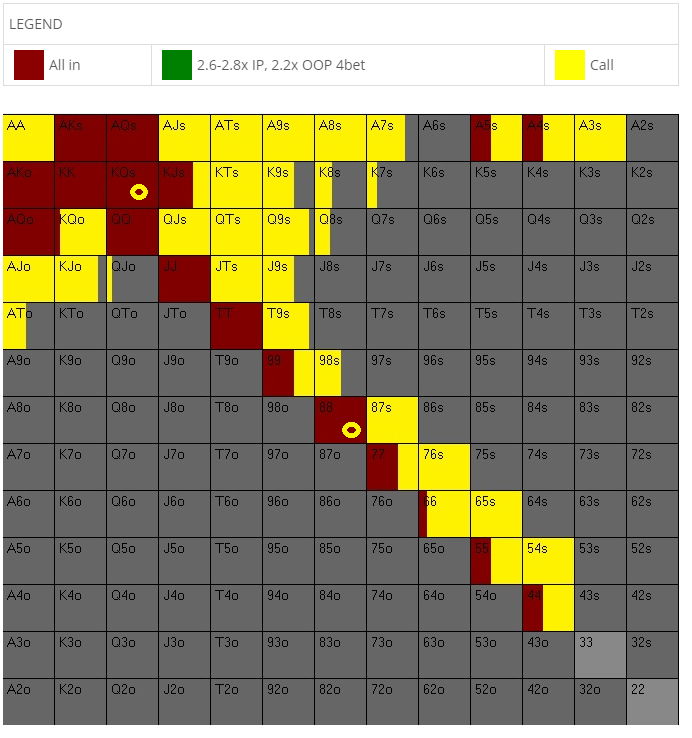 LEGEND
All in 2.6-2.8x IP, 2.2x OOP 4bet Call
AA AKs AQs AJs ATs A9s A8s A7s A6s A5s A4s A3s A2s
AKo KK KQs KJs KTs K9s K8s K7s K6s K5s K4s K3s K2s
AQo KQo QQ QJs QTs Q9s Q8s Q7s Q6s Q5s Q4s Q3s Q2s
AJo KJo QJo JJ JTs J9s J8s J7s J6s J5s J4s J3s J2s
ATo KTo QTo JTo TT T9s T8s T7s T6s T5s T4s T3s T2s
A9o K9o Q9o J9o T9o 99 98s 97s 96s 95s 94s 93s 92s
A8o K8o Q8o J8o T8o 98o 88 87s 86s 85s 84s 83s 82s
A7o K7o Q7o J7o T7o 97o 87o 77 76s 75s 74s 73s 72s
A6o K6o Q6o J6o T6o 96o 86o 76o 66 65s 64s 63s 62s
A5o K5o Q5o J5o T5o 95o 85o 75o 65o 55 54s 53s 52s
A4o K4o Q4o J4o T4o 94o 84o 74o 64o 54o 44 43s 42s
A3o K3o Q3o J3o T3o 93o 83o 73o 63o 53o 43o 33 32s
A2o K2o Q2o J2o T2o 92o 82o 72o 62o 52o 42o 32o 22